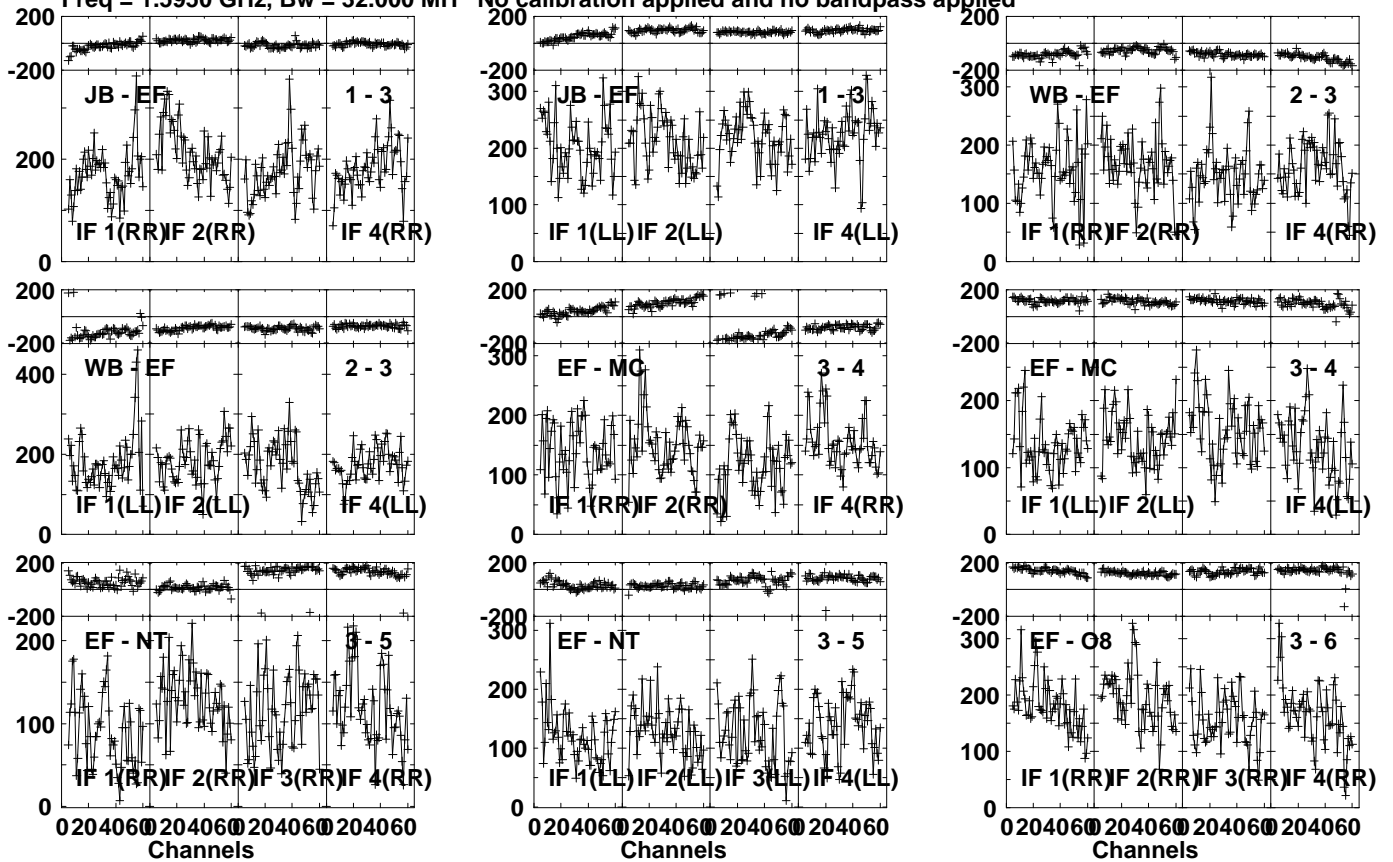 Freq = 1.5950 GHz, Bw = 32.000 MH No calibration applied and no bandpass applied
200 200 200
-200 -200 -200
JB - EF 1 - 3 JB - EF 1 - 3 WB - EF 2 - 3
300 300
200 200 200
100 100
IF 1(RR) IF 2(RR) IF 4(RR) IF 1(LL) IF 2(LL) IF 4(LL) IF 1(RR) IF 2(RR) IF 4(RR)
0 0 0
200 200 200
-200 -200 -200
WB - EF 2 - 3 EF - MC 3 - 4 EF - MC 3 - 4
400 300
200 200 200
100 100
IF 1(LL) IF 2(LL) IF 4(LL) IF 1(RR) IF 2(RR) IF 4(RR) IF 1(LL) IF 2(LL) IF 4(LL)
0 0 0
200 200 200
-200 -200 -200
EF - NT 3 - 5 EF - NT 3 - 5 EF - O8 3 - 6
200 300 300
200 200
100 100 100
IF 1(RR) IF 2(RR) IF 3(RR) IF 4(RR) IF 1(LL) IF 2(LL) IF 3(LL) IF 4(LL) IF 1(RR) IF 2(RR) IF 3(RR) IF 4(RR)
0 0 0
0 20 40 60 0 20 40 60 0 20 40 60 0 20 40 60 0 20 40 60 0 20 40 60 0 20 40 60 0 20 40 60 0 20 40 60 0 20 40 60 0 20 40 60 0 20 40 60
Channels Channels Channels